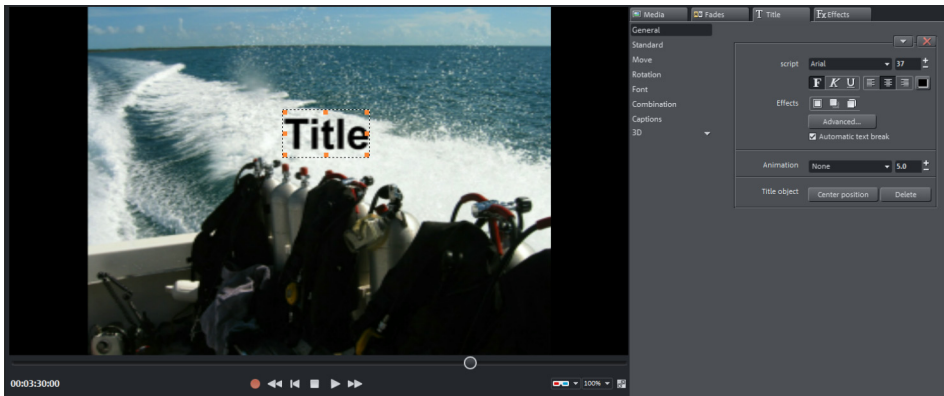 Media
Fades
T Title
Fx Effects
General
Standard
Move
Rotation
Font
Combination
Captions
3D
script Arial 37
F K U
Effects
Advanced...
Automatic text break
Animation None 5.0
Title object Center position Delete
Title
00:03:30:00
100%